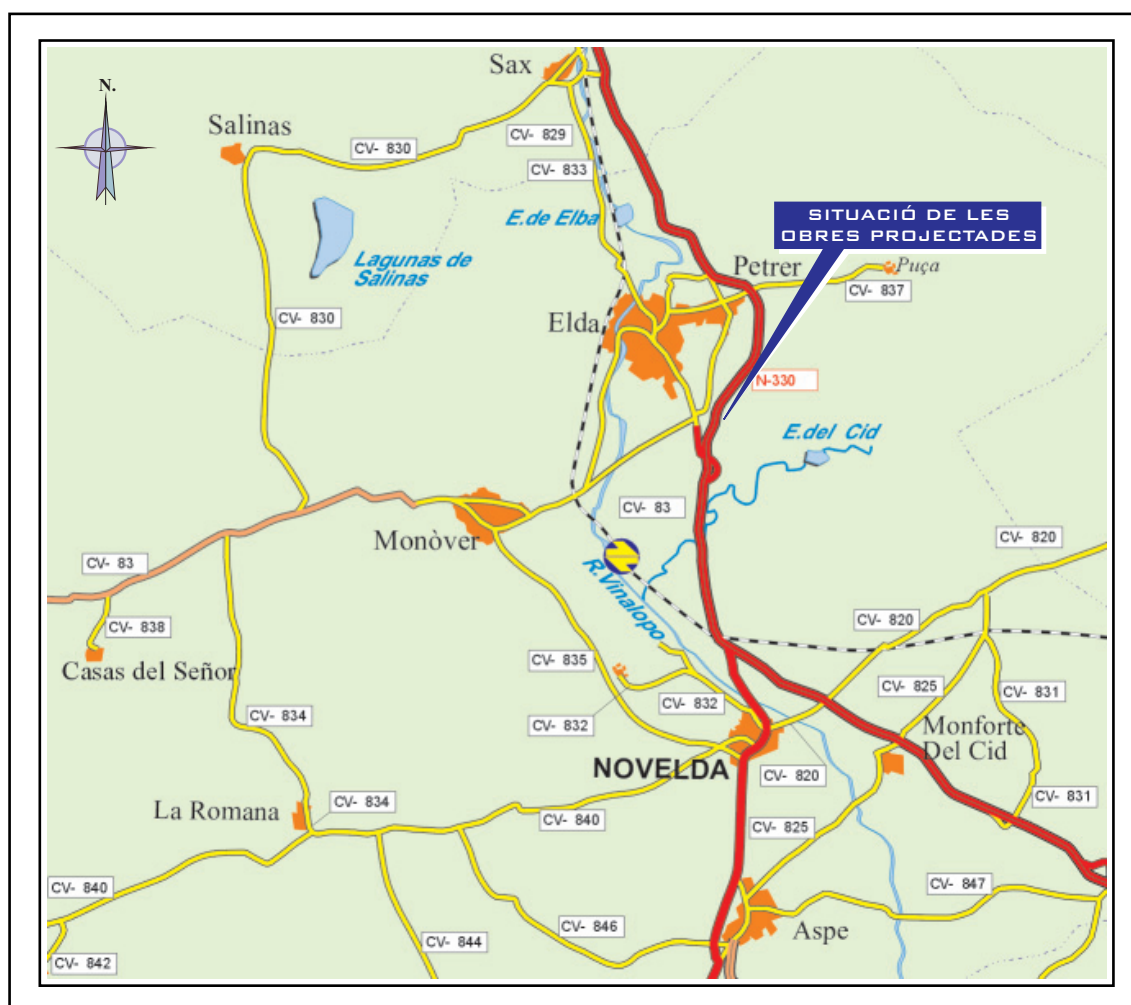 N.
Sax
Salinas
CV- 829
CV- 830
CV- 833
SITUACIÓ DE LES
OBRES PROJECTADES
E.de Elba
Lagunas de
Salinas
Petrer
Puça
CV- 837
CV- 830
Elda
N-330
E.del Cid
CV- 83
Monòver
CV- 820
CV- 83
R.Vinalopo
CV- 820
CV- 838
Casas del Señor
CV- 835
CV- 825
CV- 831
CV- 834
CV- 832
CV- 832
Monforte
Del Cid
NOVELDA
CV- 820
CV- 831
La Romana
CV- 834
CV- 840
CV- 825
CV- 840
CV- 847
CV- 846
Aspe
CV- 844
CV- 842